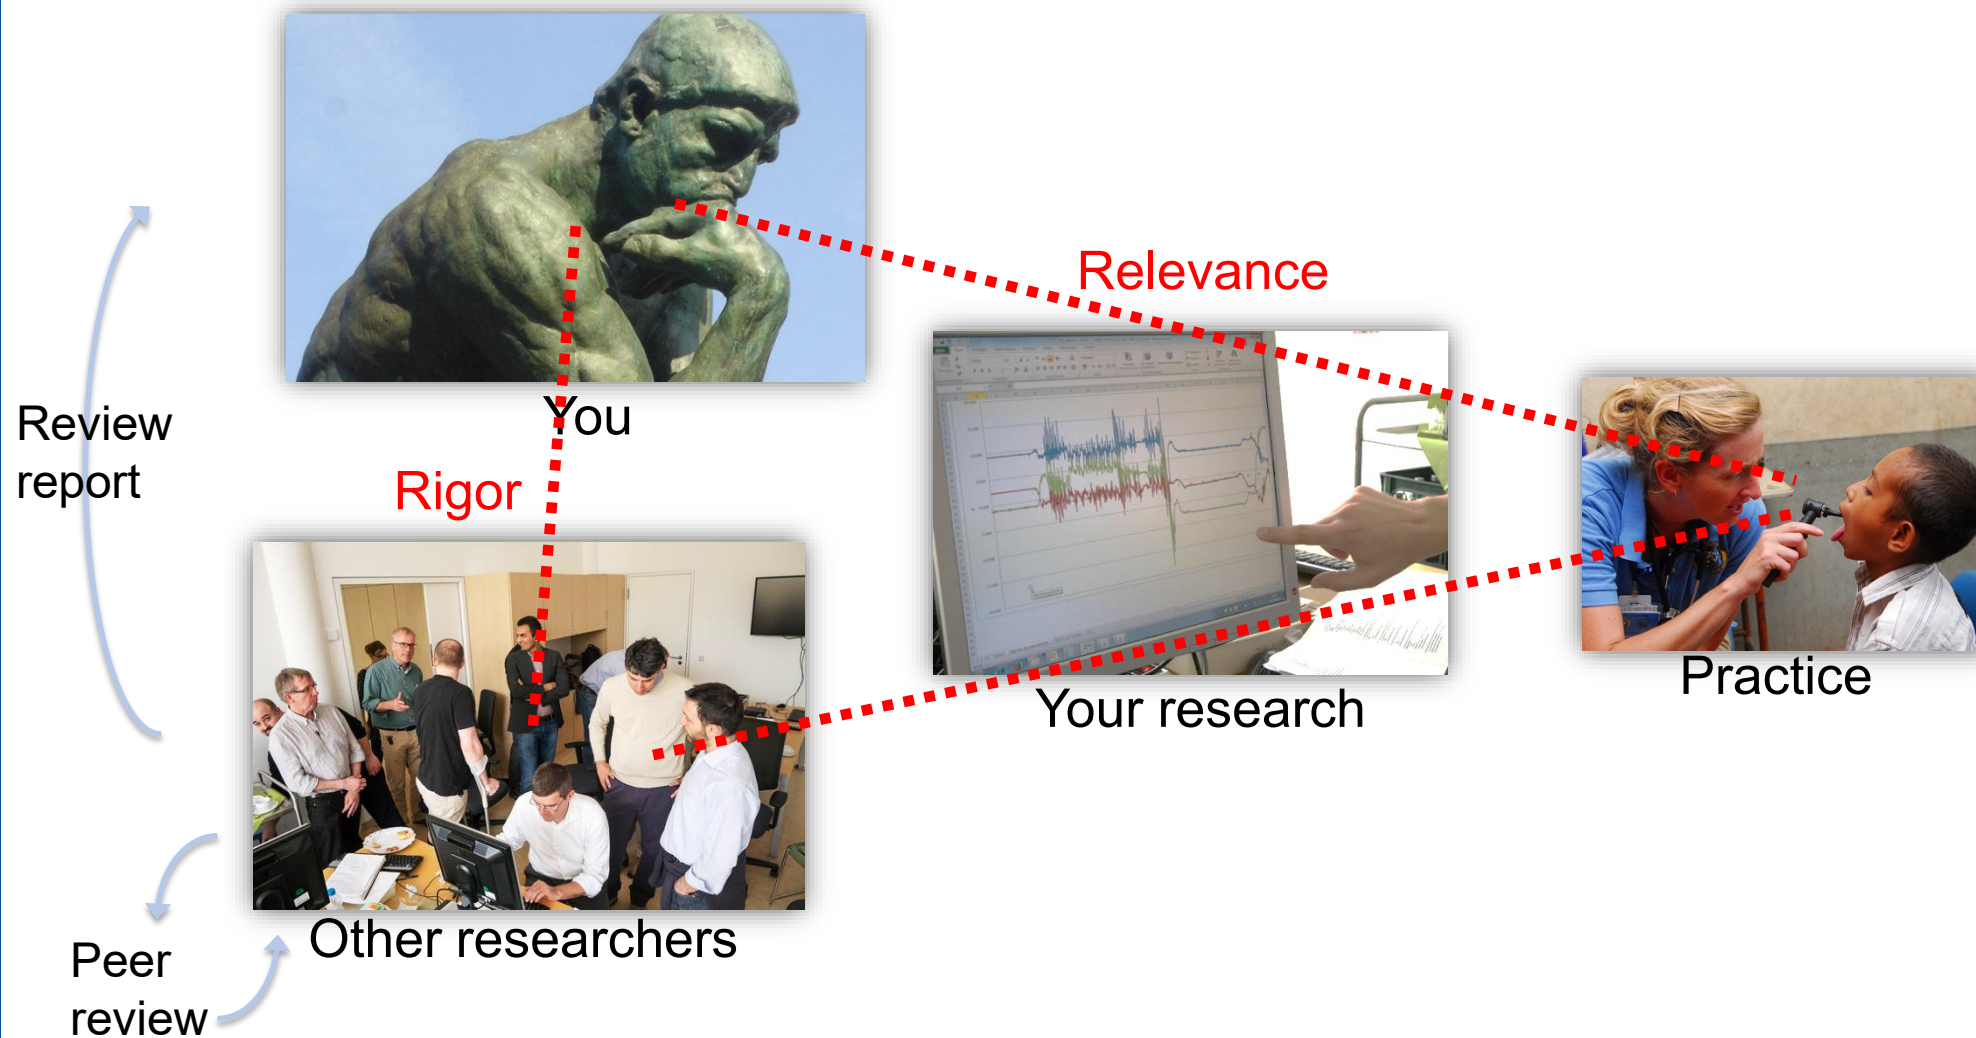 You
Relevance
Review
report
Rigor
Your research
Practice
Other researchers
Peer
review